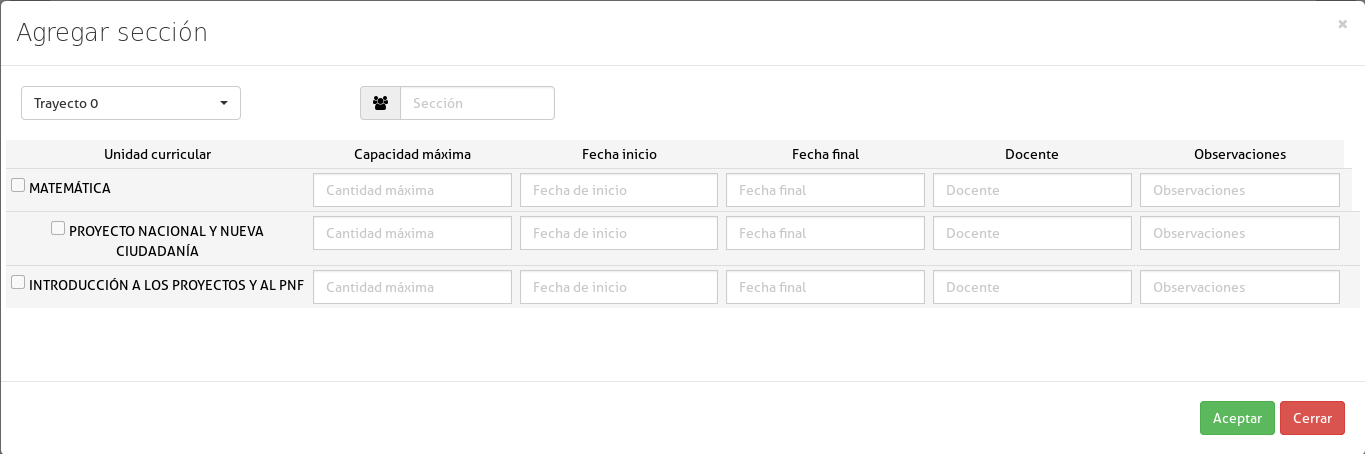 Agregar sección
×
Trayecto 0
Sección
Unidad curricular Capacidad máxima Fecha inicio Fecha final Docente Observaciones
MATEMÁTICA Cantidad máxima Fecha de inicio Fecha final Docente Observaciones
PROYECTO NACIONAL Y NUEVA Cantidad máxima Fecha de inicio Fecha final Docente Observaciones
CIUDADANÍA
INTRODUCCIÓN A LOS PROYECTOS Y AL PNF Cantidad máxima Fecha de inicio Fecha final Docente Observaciones
Aceptar Cerrar